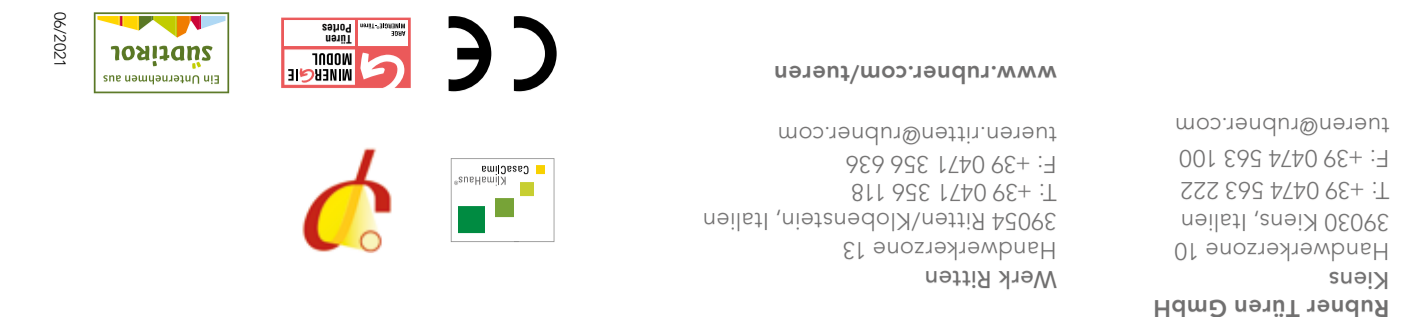 Rubner Türen GmbH
Kiens
Handwerkerzone 10
39030 Kiens, Italien
T: +39 0474 563 222
F: +39 0474 563 100
tueren@rubner.com
Werk Ritten
Handwerkerzone 13
39054 Ritten/Klobenstein, Italien
T: +39 0471 356 118
F: +39 0471 356 636
tueren.ritten@rubner.com
www.rubner.com/tueren
KlimaHaus®
CasaClima
CE
MINERGIE
MODUL
Türen
Portes
ARGE
MINERGIE®-Türen
Ein Unternehmen aus
SÜDTIROL
06/2021